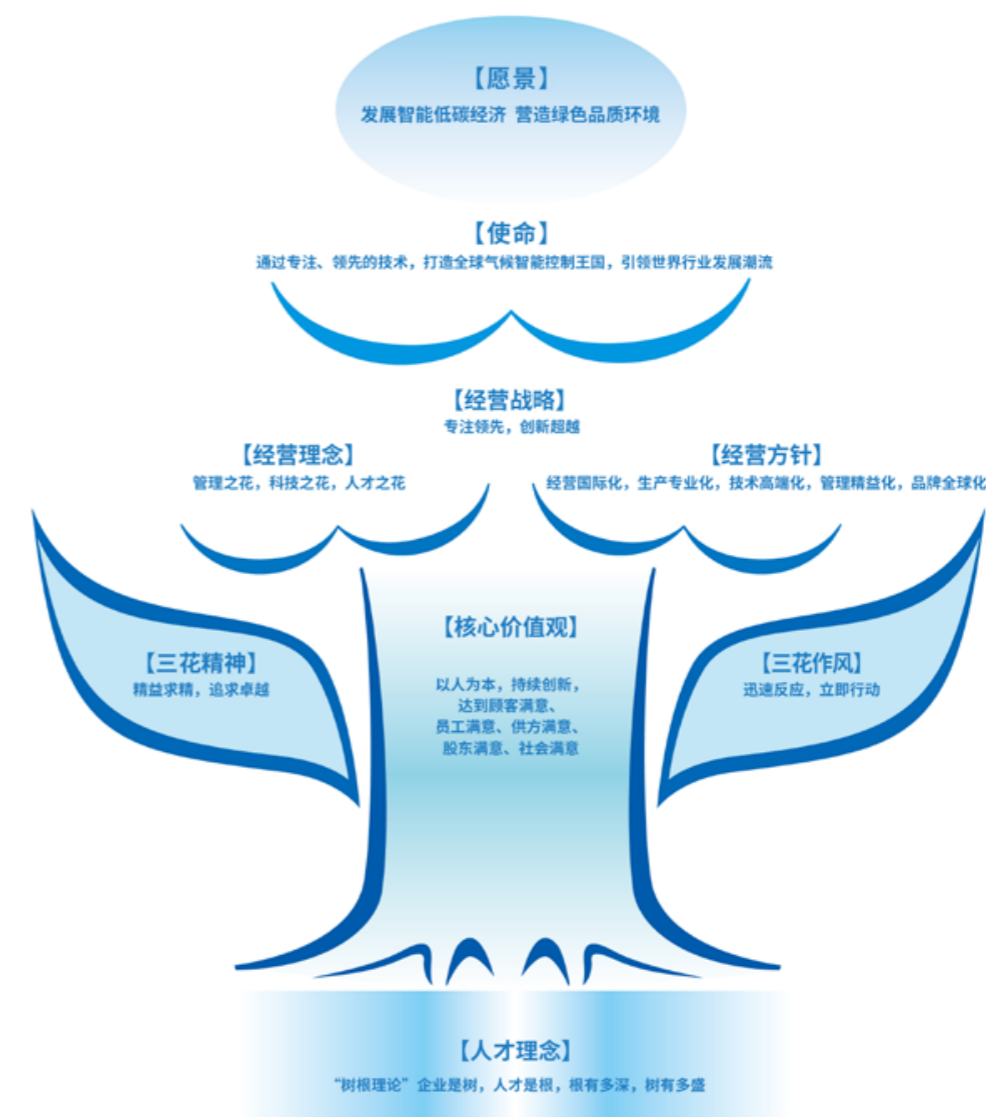 【愿景】
发展智能低碳经济 营造绿色品质环境
【使命】
通过专注、领先的技术，打造全球气候智能控制王国，引领世界行业发展潮流
【经营战略】
专注领先，创新超越
【经营理念】
管理之花，科技之花，人才之花
【经营方针】
经营国际化，生产专业化，技术高端化，管理精益化，品牌全球化
【核心价值观】
以人为本，持续创新，
达到顾客满意、
员工满意、供方满意、
股东满意、社会满意
【三花精神】
精益求精，追求卓越
【三花作风】
迅速反应，立即行动
【人才理念】
“树根理论”企业是树，人才是根，根有多深，树有多盛